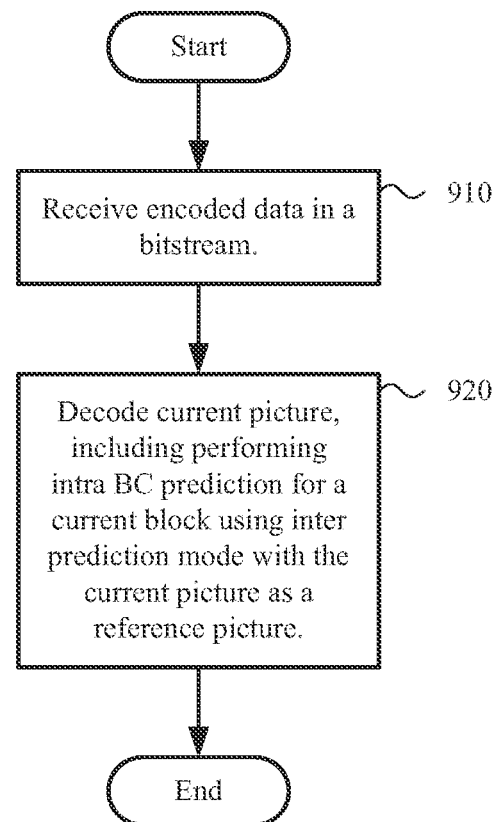 Start
Receive encoded data in a
bitstream.
910
Decode current picture,
including performing
intra BC prediction for a
current block using inter
prediction mode with the
current picture as a
reference picture.
920
End